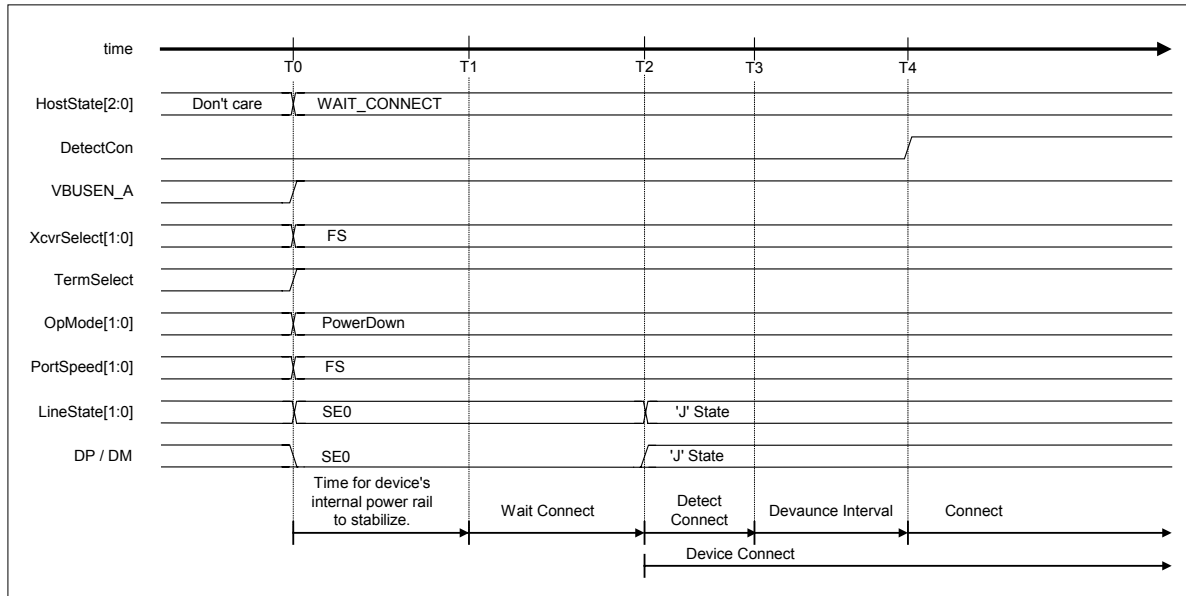 time
T0 T1 T2 T3 T4
HostState[2:0] Don't care WAIT_CONNECT
DetectCon
VBUSEN_A
XcvrSelect[1:0] FS
TermSelect
OpMode[1:0] PowerDown
PortSpeed[1:0] FS
LineState[1:0] SE0 'J' State
DP / DM SE0 'J' State
Time for device's
internal power rail
to stabilize.
Wait Connect
Detect
Connect
Devaunce Interval
Connect
Device Connect